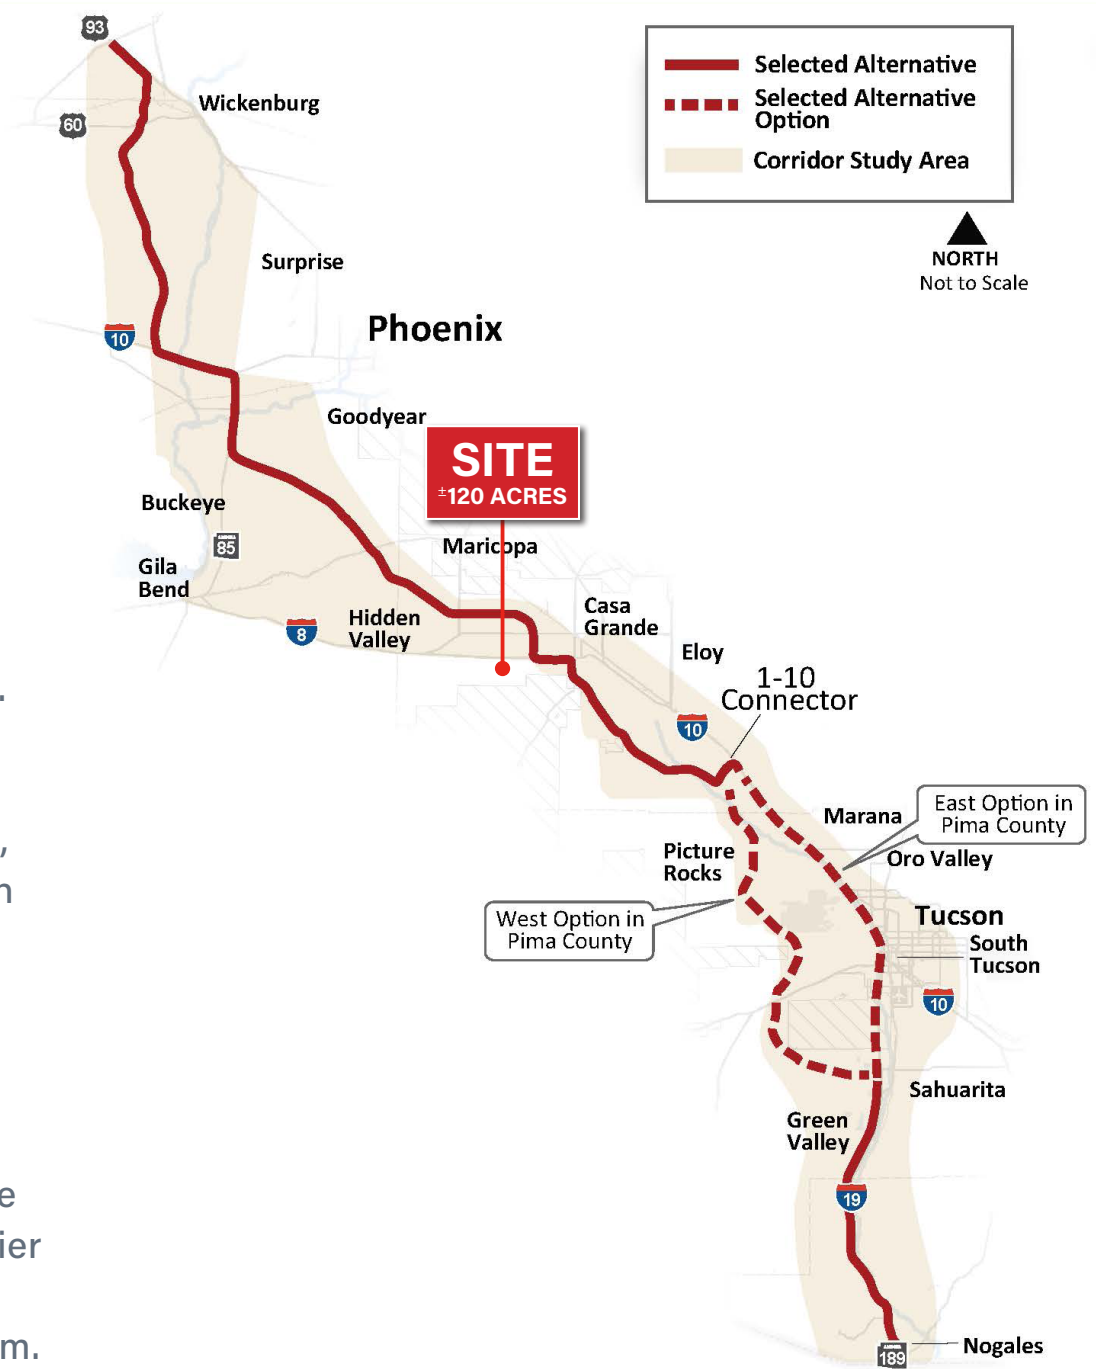 93
Selected Alternative
Selected Alternative
Option
Corridor Study Area
Wickenburg
60
NORTH
Not to Scale
Surprise
Phoenix
10
Goodyear
SITE
±120 ACRES
Buckeye
85
Maricopa
Gila
Bend
Casa
Grande
Hidden
Valley
8
Eloy
1-10
Connector
10
East Option in
Pima County
Marana
Oro Valley
Picture
Rocks
West Option in
Pima County
Tucson
South
Tucson
10
Sahuarita
Green
Valley
19
Nogales
189
.
,
n
e
ier
m.